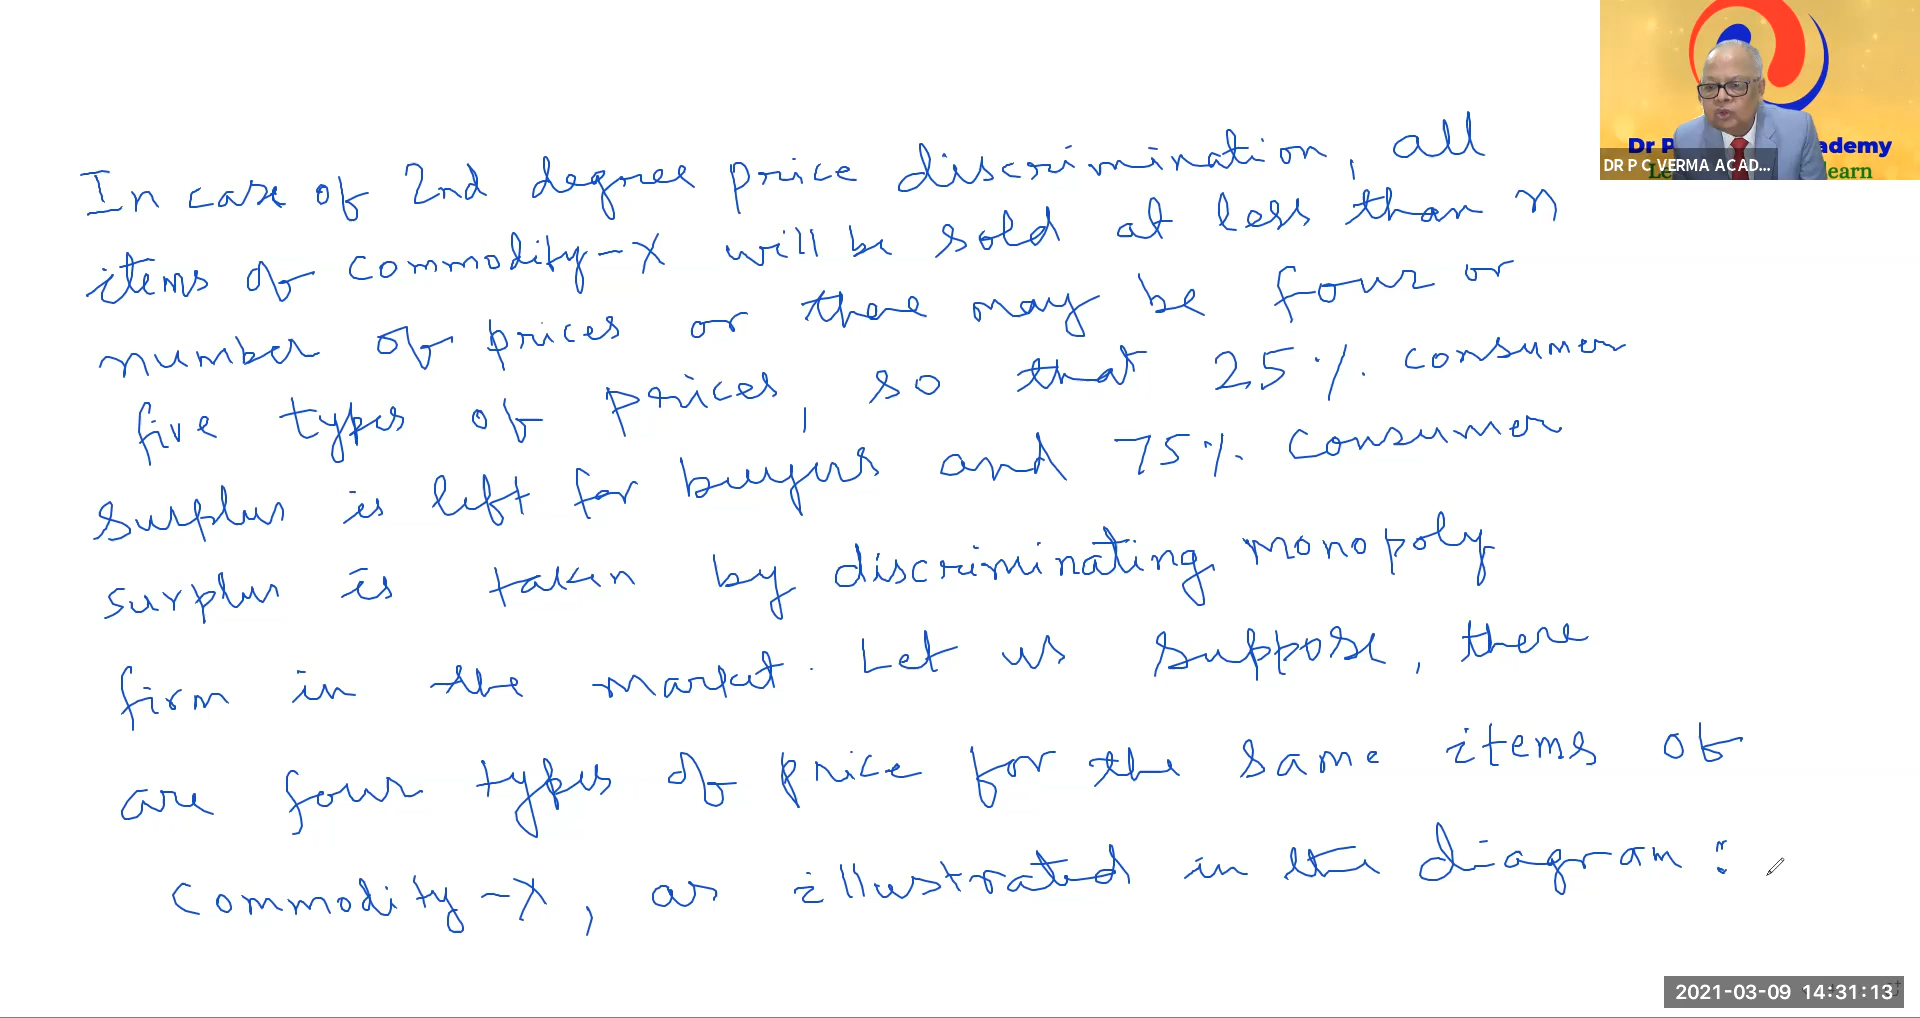 In case of 2nd degree price discrimination, all
items of commodity-X will be sold at less than n
number of prices or there may be four or
five types of prices, so that 25% consumer
surplus is left for buyers and 75% consumer
surplus is taken by discriminating monopoly
firm in the market. Let us suppose, there
are four types of price for the same items of
commodity-X, as illustrated in the diagram:
Dr P
ademy
Le
earn
DR P C VERMA ACAD...
2021-03-09 14:31:13